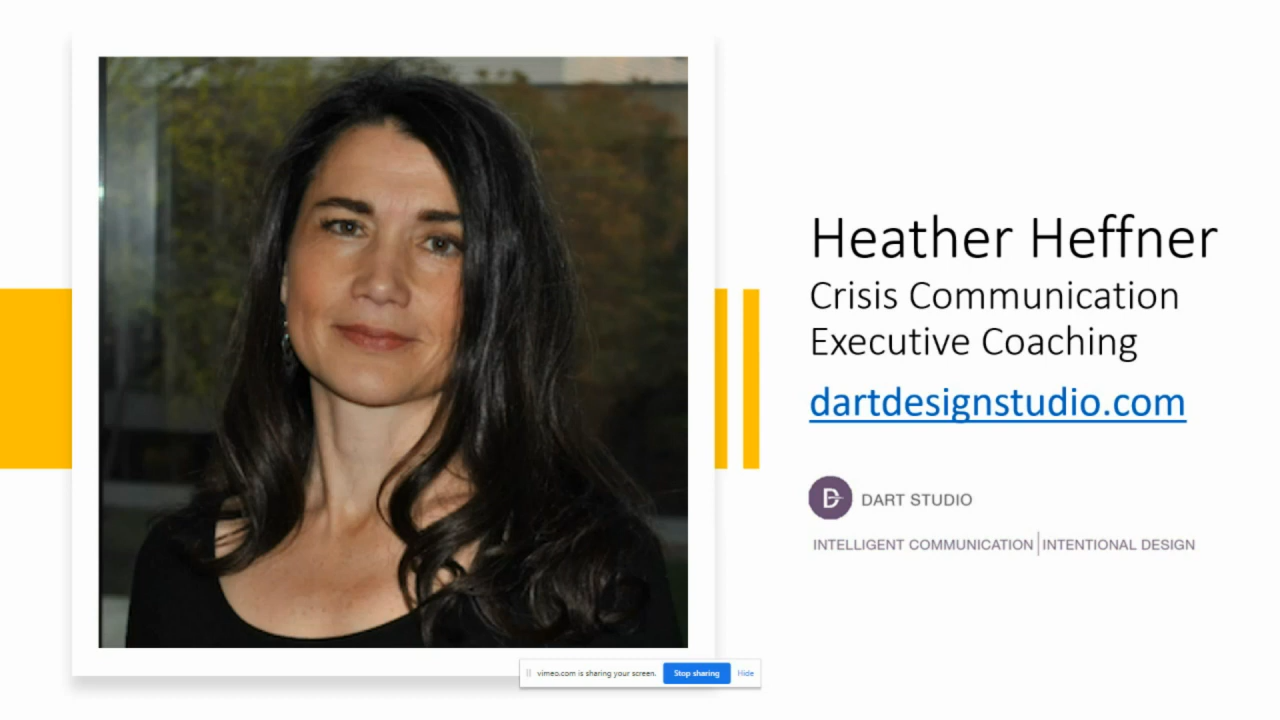 Heather Heffner
Crisis Communication
Executive Coaching
dartdesignstudio.com
D
DART STUDIO
INTELLIGENT COMMUNICATION | INTENTIONAL DESIGN
vimeo.com is sharing your screen. Stop sharing Hide